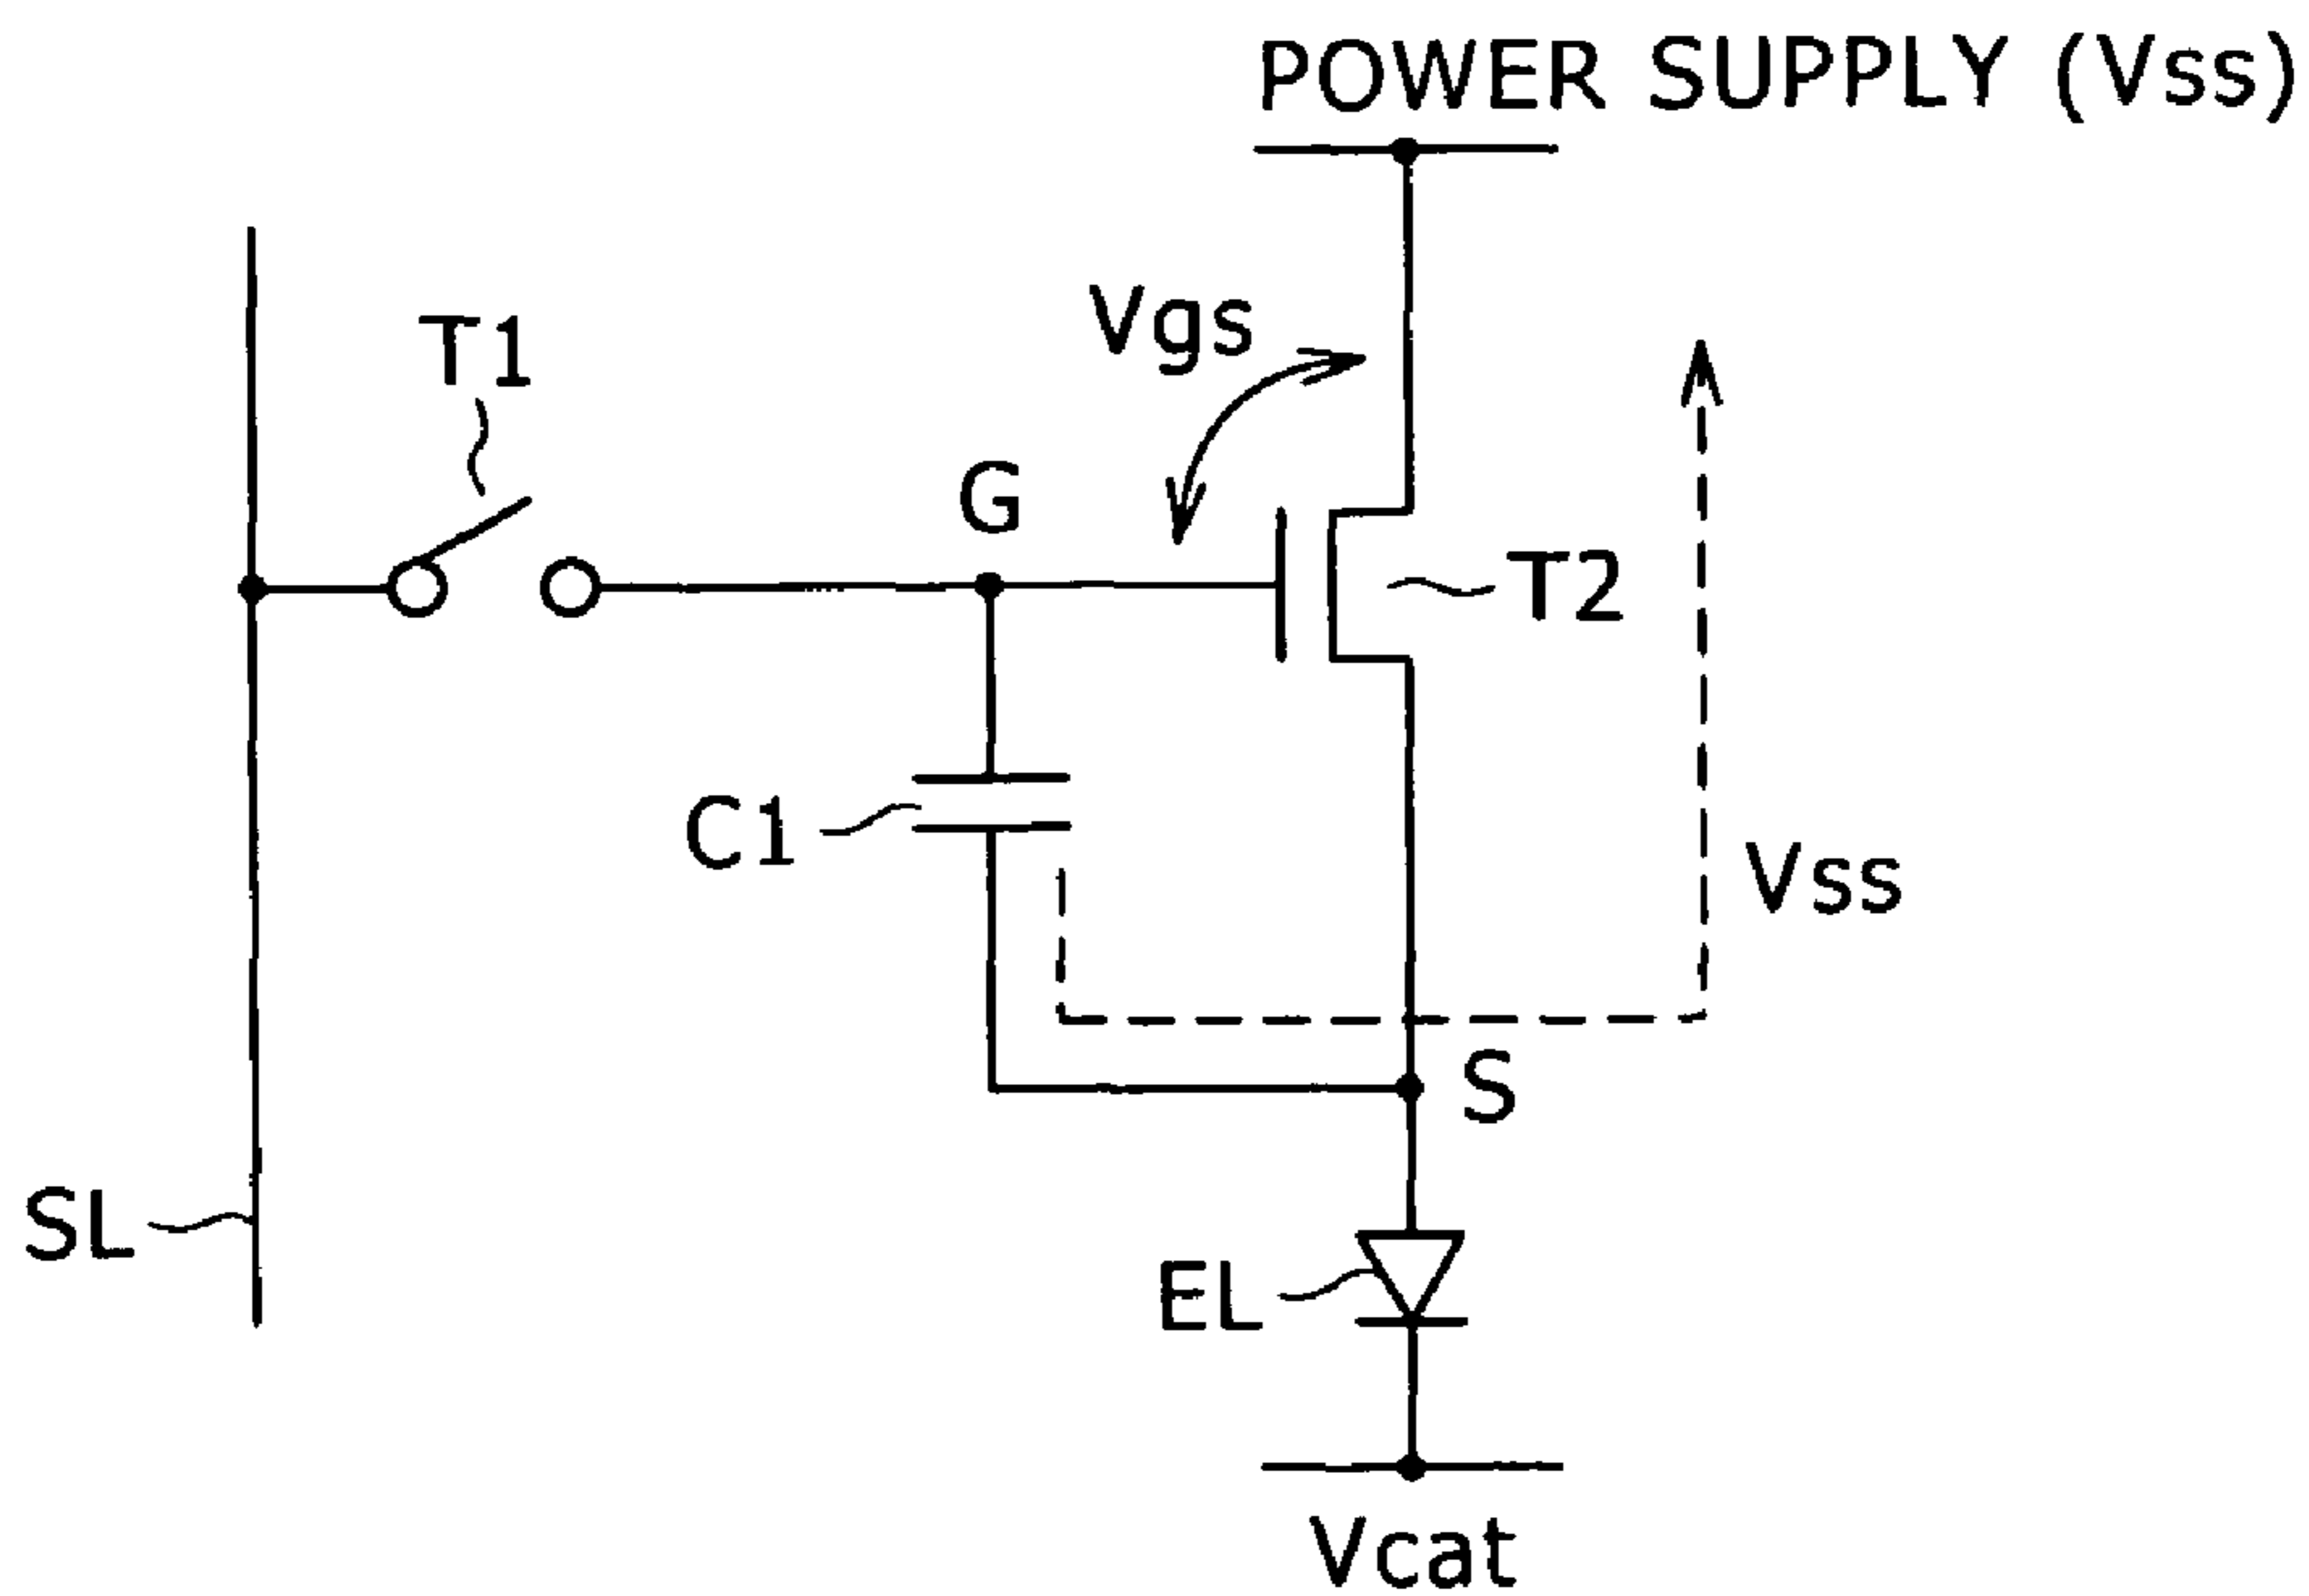 POWER SUPPLY (Vss)
Vgs
T1
G
T2
C1
Vss
S
SL
EL
Vcat